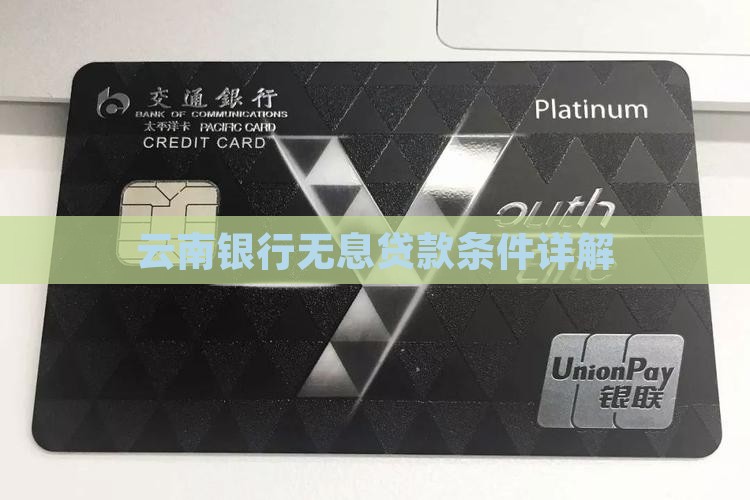 交通銀行
BANK OF COMMUNICATIONS
太平洋卡 PACIFIC CARD
CREDIT CARD
Platinum
outh
云南银行无息贷款条件详解
UnionPay
银联